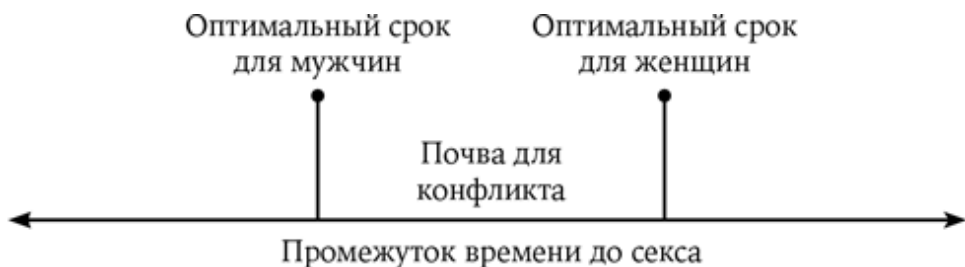 Оптимальный срок
для мужчин
Оптимальный срок
для женщин
Почва для
конфликта
Промежуток времени до секса